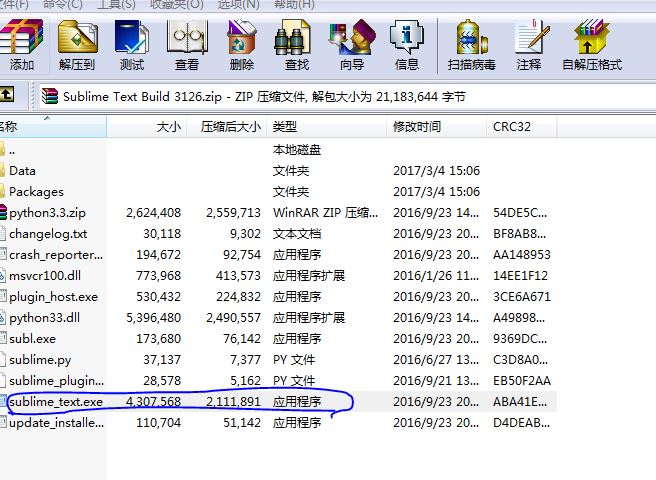 文件(F) 命令(C) 工具(S) 收藏夹(O) 选项(N) 帮助(H)
添加 解压到 测试 查看 删除 查找 向导 信息 扫描病毒 注释 自解压格式
Sublime Text Build 3126.zip - ZIP 压缩文件, 解包大小为 21,183,644 字节
名称 大小 压缩后大小 类型 修改时间 CRC32
.. 本地磁盘
Data 文件夹 2017/3/4 15:06
Packages 文件夹 2017/3/4 15:06
python3.3.zip 2,624,408 2,559,713 WinRAR ZIP 压缩... 2016/9/23 14... 54DE5C...
changelog.txt 30,118 9,302 文本文档 2016/9/23 20... BF8AB8...
crash_reporter... 194,672 92,754 应用程序 2016/9/23 20... AA148953
msvcr100.dll 773,968 413,573 应用程序扩展 2016/1/26 11... 14EE1F12
plugin_host.exe 530,432 224,832 应用程序 2016/9/23 20... 3CE6A671
python33.dll 5,396,480 2,490,557 应用程序扩展 2016/9/23 14... A49898...
subl.exe 173,680 76,142 应用程序 2016/9/23 20... 9369DC...
sublime.py 37,137 7,377 PY 文件 2016/6/27 13... C3D8A0...
sublime_plugin... 28,578 5,162 PY 文件 2016/9/21 13... EB50F2AA
sublime_text.exe 4,307,568 2,111,891 应用程序 2016/9/23 20... ABA41E...
update_installe... 110,704 51,142 应用程序 2016/9/23 20... D4DEAB...